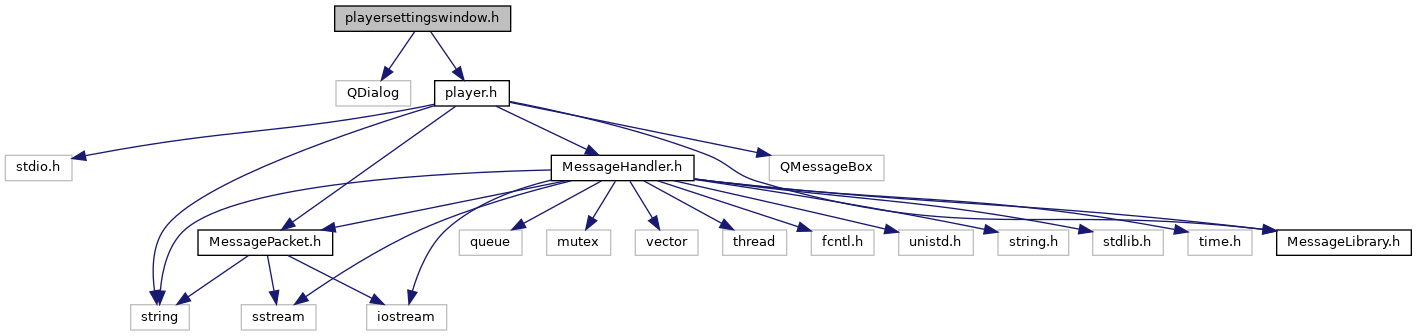 playersettingswindow.h
QDialog
player.h
stdio.h
MessageHandler.h
QMessageBox
MessagePacket.h
queue
mutex
vector
thread
fcntl.h
unistd.h
string.h
stdlib.h
time.h
MessageLibrary.h
string
sstream
iostream